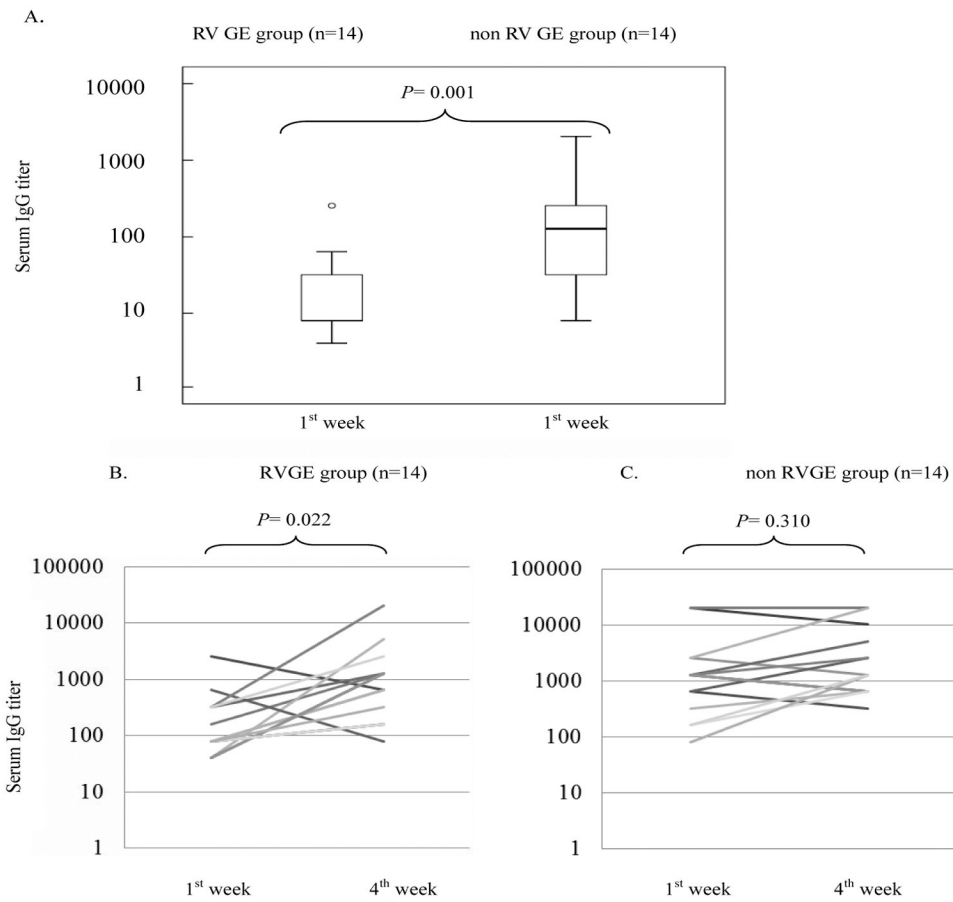 A.
RV GE group (n=14) non RV GE group (n=14)
P= 0.001
10000
1000
100
10
1
Serum IgG titer
1st week 1st week
B. RVGE group (n=14) C. non RVGE group (n=14)
P= 0.022 P= 0.310
100000 100000
10000 10000
1000 1000
100 100
10 10
1 1
Serum IgG titer
1st week 4th week 1st week 4th week